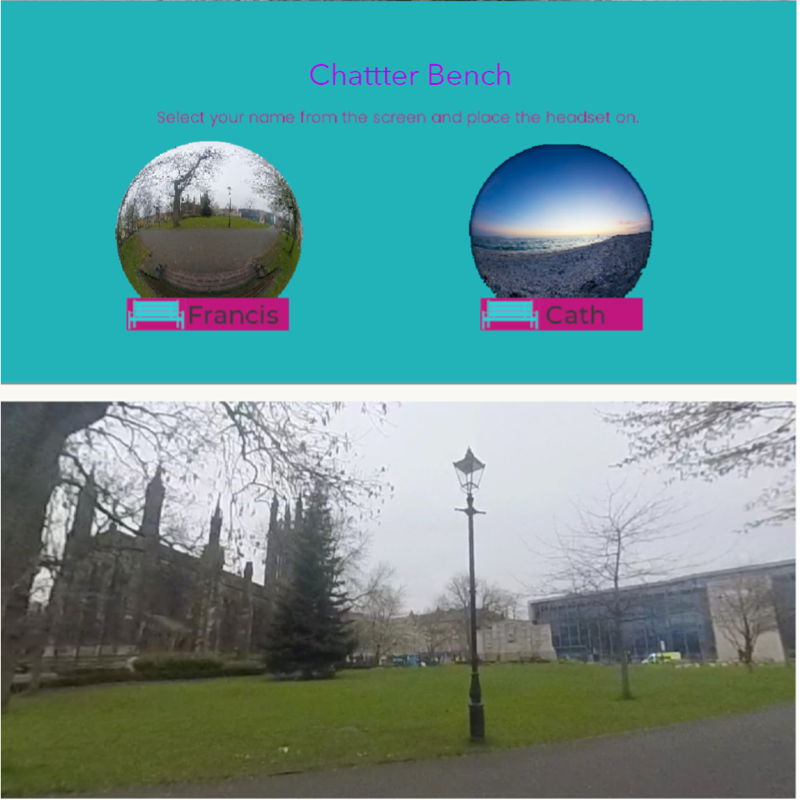 Chattter Bench
Select your name from the screen and place the headset on.
Francis
Cath